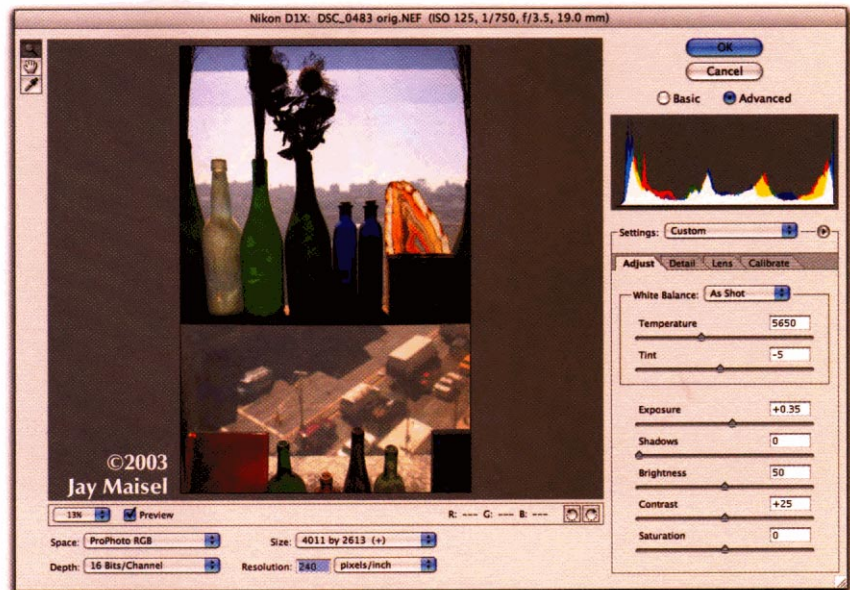 Nikon D1X: DSC_0483 orig.NEF (ISO 125, 1/750, f/3.5, 19.0 mm)
OK
Cancel
Basic Advanced
Settings: Custom
Adjust Detail Lens Calibrate
White Balance: As Shot
Temperature 5650
Tint -5
Exposure +0.35
Shadows 0
Brightness 50
Contrast +25
Saturation 0
©2003
Jay Maisel
13% Preview R: --- G: --- B: ---
Space: ProPhoto RGB Size: 4011 by 2613 (+)
Depth: 16 Bits/Channel Resolution: 240 pixels/inch